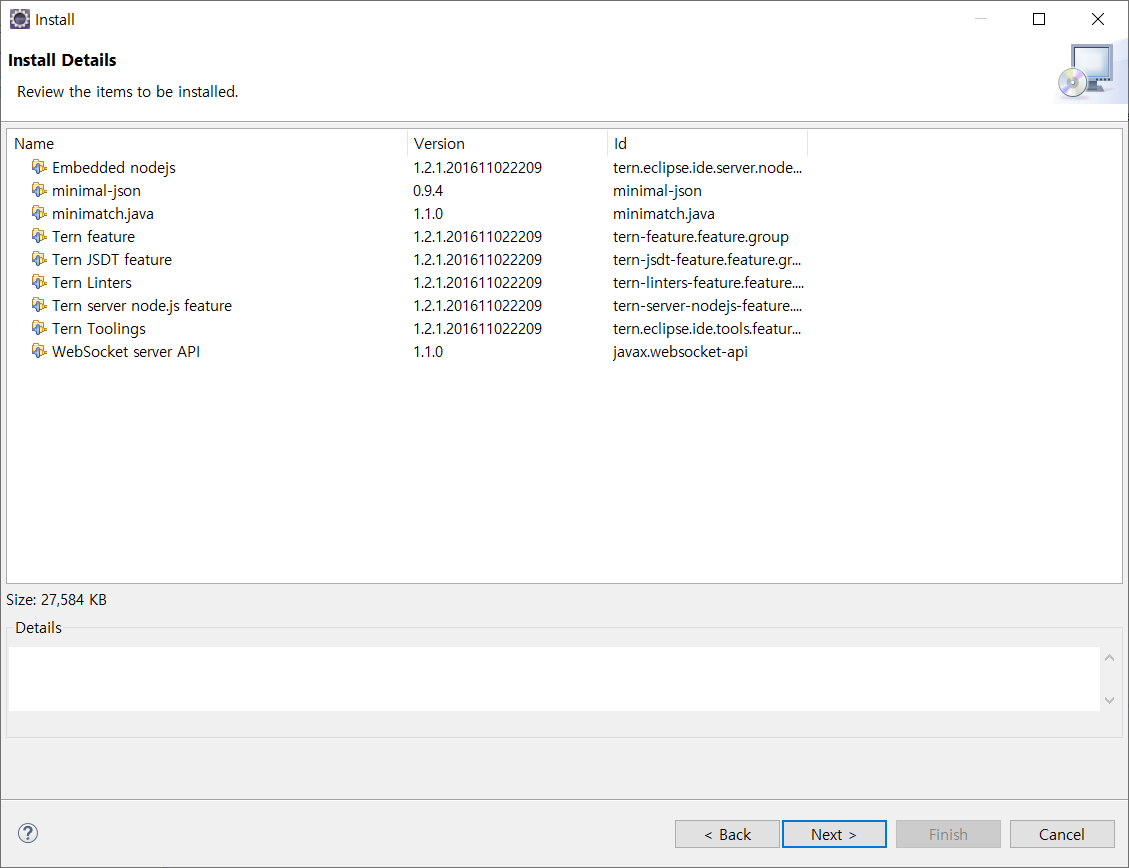 Install
Install Details
Review the items to be installed.
Name Version Id
Embedded nodejs 1.2.1.201611022209 tern.eclipse.ide.server.node...
minimal-json 0.9.4 minimal-json
minimatch.java 1.1.0 minimatch.java
Tern feature 1.2.1.201611022209 tern-feature.feature.group
Tern JSDT feature 1.2.1.201611022209 tern-jsdt-feature.feature.gr...
Tern Linters 1.2.1.201611022209 tern-linters-feature.feature....
Tern server node.js feature 1.2.1.201611022209 tern-server-nodejs-feature....
Tern Toolings 1.2.1.201611022209 tern.eclipse.ide.tools.featur...
WebSocket server API 1.1.0 javax.websocket-api
Size: 27,584 KB
Details
? < Back Next > Finish Cancel